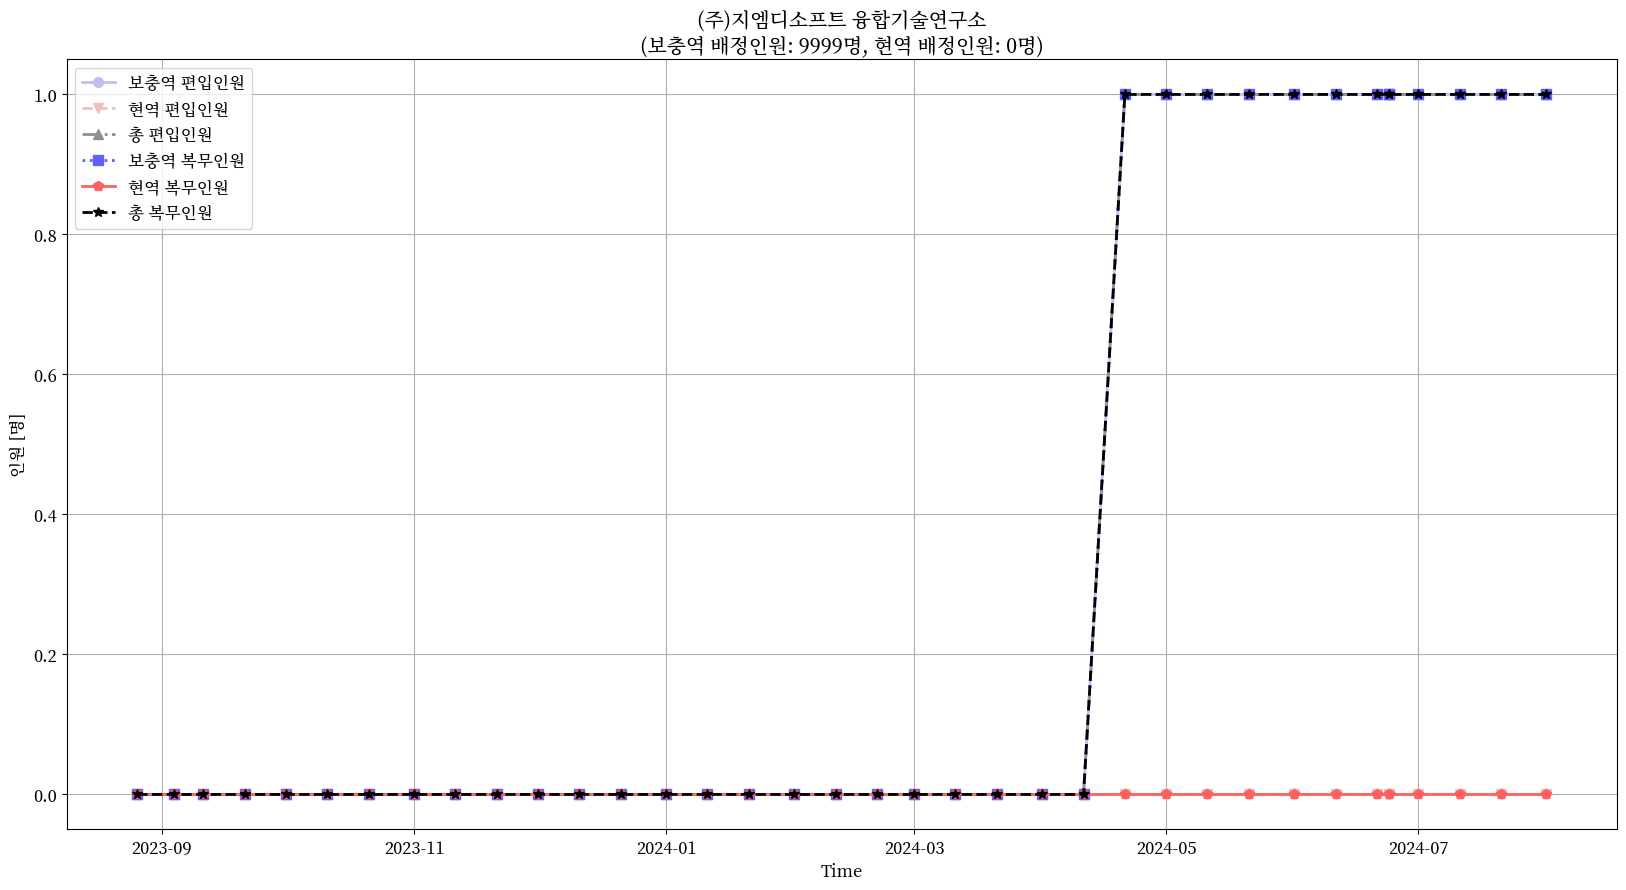 (주)지엠디소프트 융합기술연구소
(보충역 배정인원: 9999명, 현역 배정인원: 0명)
보충역 편입인원
현역 편입인원
총 편입인원
보충역 복무인원
현역 복무인원
총 복무인원
1.0
0.8
0.6
0.4
0.2
0.0
인원 [명]
2023-09
2023-11
2024-01
2024-03
2024-05
2024-07
Time